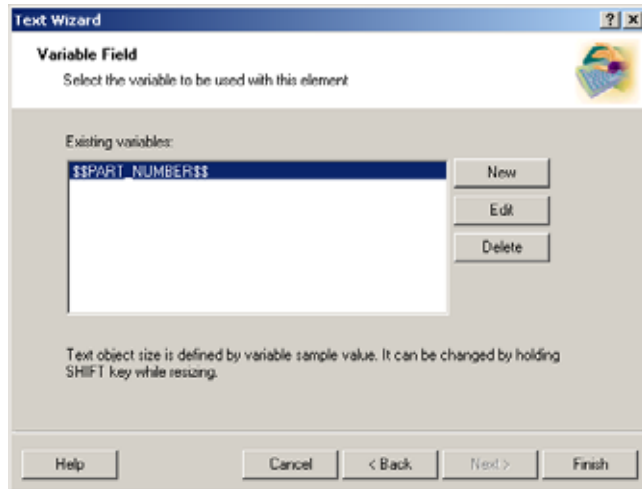 Text Wizard
Variable Field
Select the variable to be used with this element
Existing variables:
$$PART_NUMBER$$
New
Edit
Delete
Text object size is defined by variable sample value. It can be changed by holding
SHIFT key while resizing.
Help
Cancel
< Back
Next >
Finish